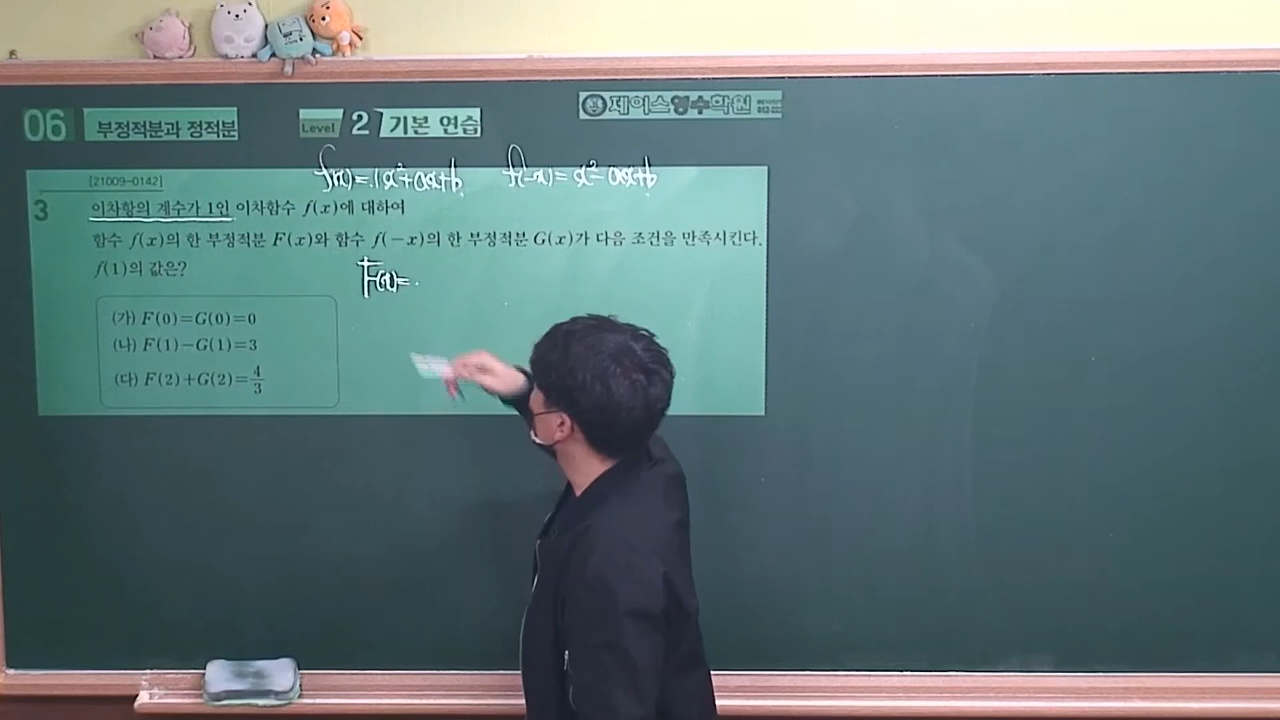 06 부정적분과 정적분 Level 2 기본 연습 제이스영수학원
f(x)=1x²+ax+b f(-x)=x²-ax+b
[21009-0142]
3 이차항의 계수가 1인 이차함수 f(x)에 대하여
함수 f(x)의 한 부정적분 F(x)와 함수 f(-x)의 한 부정적분 G(x)가 다음 조건을 만족시킨다.
f(1)의 값은?
F(x)=
(가) F(0)=G(0)=0
(나) F(1)-G(1)=3
(다) F(2)+G(2)=4/3